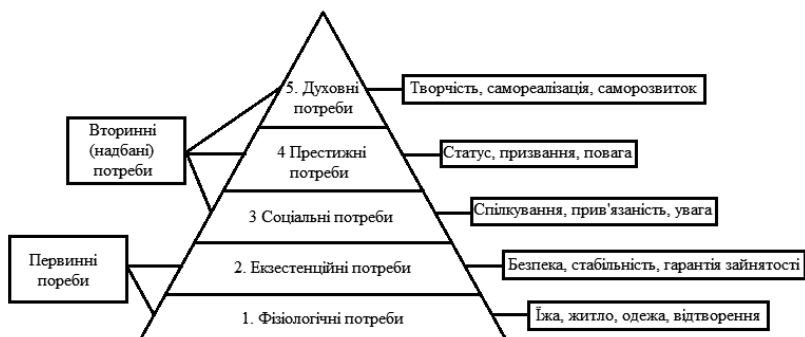 5. Духовні
потреби
Творчість, самореалізація, саморозвиток
Вторинні
(надбані)
потреби
4 Престижні
потреби
Статус, призвання, повага
3 Соціальні потреби
Спілкування, прив'язаність, увага
Первинні
пореби
2. Екзестенційні потреби
Безпека, стабільність, гарантія зайнятості
1. Фізіологічні потреби
Їжа, житло, одежа, відтворення